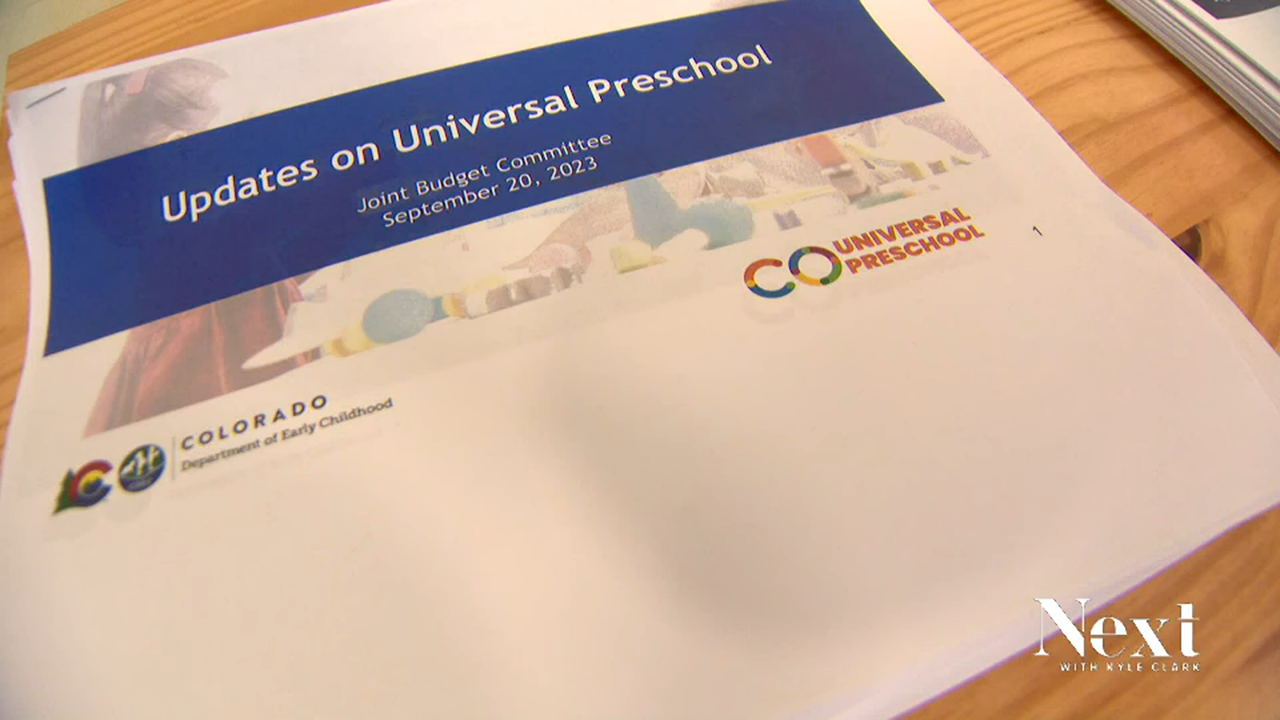 Updates on Universal Preschool
Joint Budget Committee
September 20, 2023
CO UNIVERSAL
PRESCHOOL
1
COLORADO
Department of Early Childhood
Next
WITH KYLE CLARK